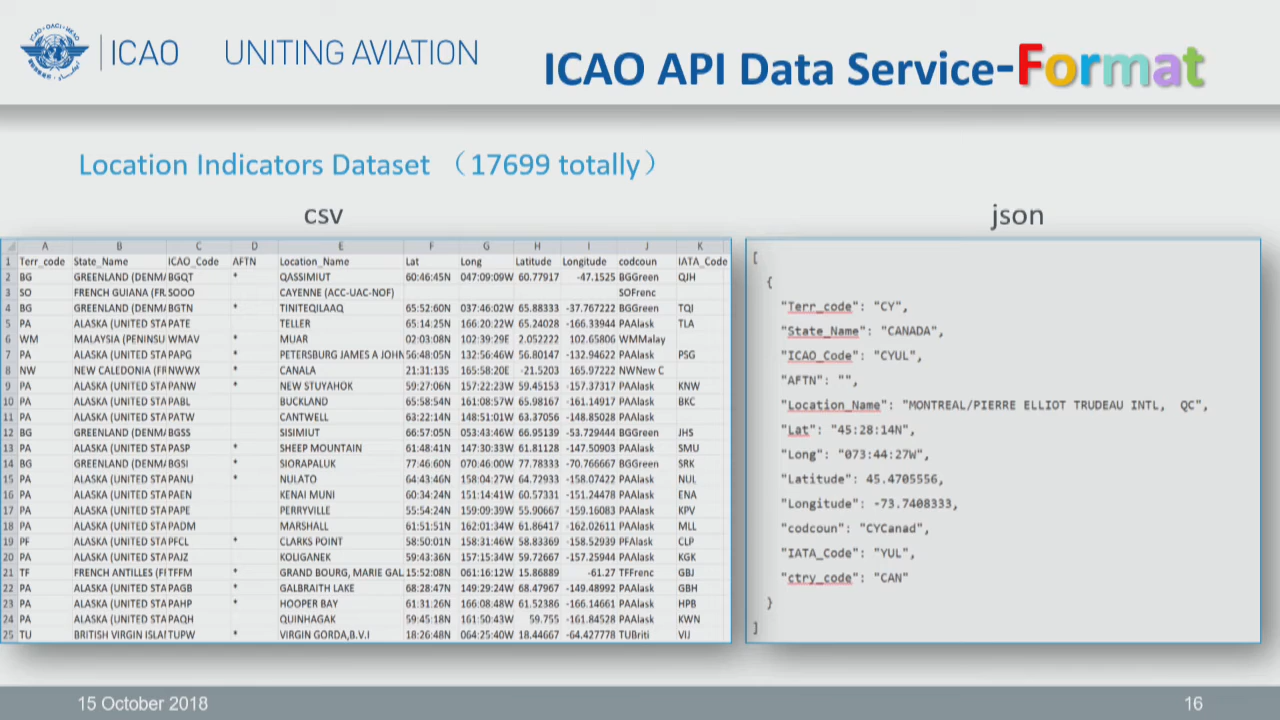 ICAO
UNITING AVIATION
ICAO API Data Service-Format
Location Indicators Dataset （17699 totally）
csv
A B C D E F G H I J K
1 Terr_code State_Name ICAO_Code AFTN Location_Name Lat Long Latitude Longitude codcoun IATA_Code
2 BG GREENLAND (DENMA BGQT * QASSIMIUT 60:46:45N 047:09:09W 60.77917 -47.1525 BGGreen QJH
3 SO FRENCH GUIANA (FR SOOO CAYENNE (ACC-UAC-NOF) SOFrenc
4 BG GREENLAND (DENMA BGTN * TINITEQILAAQ 65:52:60N 037:46:02W 65.88333 -37.767222 BGGreen TQI
5 PA ALASKA (UNITED STA PATE TELLER 65:14:25N 166:20:22W 65.24028 -166.33944 PAAlask TLA
6 WM MALAYSIA (PENINSU WMAV * MUAR 02:03:08N 102:39:29E 2.052222 102.65806 WMMalay
7 PA ALASKA (UNITED STA PAPG * PETERSBURG JAMES A JOHN 56:48:05N 132:56:46W 56.80147 -132.94622 PAAlask PSG
8 NW NEW CALEDONIA (FR NWWX * CANALA 21:31:13S 165:58:20E -21.5203 165.97222 NWNew C
9 PA ALASKA (UNITED STA PANW * NEW STUYAHOK 59:27:06N 157:22:23W 59.45153 -157.37317 PAAlask KNW
10 PA ALASKA (UNITED STA PABL BUCKLAND 65:58:54N 161:08:57W 65.98167 -161.14917 PAAlask BKC
11 PA ALASKA (UNITED STA PATW CANTWELL 63:22:14N 148:51:01W 63.37056 -148.85028 PAAlask
12 BG GREENLAND (DENMA BGSS SISIMIUT 66:57:05N 053:43:46W 66.95139 -53.729444 BGGreen JHS
13 PA ALASKA (UNITED STA PASP * SHEEP MOUNTAIN 61:48:41N 147:30:33W 61.81128 -147.50903 PAAlask SMU
14 BG GREENLAND (DENMA BGSI * SIORAPALUK 77:46:60N 070:46:00W 77.78333 -70.766667 BGGreen SRK
15 PA ALASKA (UNITED STA PANU * NULATO 64:43:46N 158:04:27W 64.72933 -158.07422 PAAlask NUL
16 PA ALASKA (UNITED STA PAEN KENAI MUNI 60:34:24N 151:14:41W 60.57331 -151.24478 PAAlask ENA
17 PA ALASKA (UNITED STA PAPE PERRYVILLE 55:54:24N 159:09:39W 55.90667 -159.16083 PAAlask KPV
18 PA ALASKA (UNITED STA PADM MARSHALL 61:51:51N 162:01:34W 61.86417 -162.02611 PAAlask MLL
19 PF ALASKA (UNITED STA PFCL * CLARKS POINT 58:50:01N 158:31:46W 58.83369 -158.52939 PFAlask CLP
20 PA ALASKA (UNITED STA PAJZ KOLIGANEK 59:43:36N 157:15:34W 59.72667 -157.25944 PAAlask KGK
21 TF FRENCH ANTILLES (FI TFFM * GRAND BOURG, MARIE GAL 15:52:08N 061:16:12W 15.86889 -61.27 TFFrenc GBJ
22 PA ALASKA (UNITED STA PAGB * GALBRAITH LAKE 68:28:47N 149:29:24W 68.47967 -149.48992 PAAlask GBH
23 PA ALASKA (UNITED STA PAHP * HOOPER BAY 61:31:26N 166:08:48W 61.52386 -166.14661 PAAlask HPB
24 PA ALASKA (UNITED STA PAQH QUINHAGAK 59:45:18N 161:50:43W 59.755 -161.84528 PAAlask KWN
25 TU BRITISH VIRGIN ISLAI TUPW * VIRGIN GORDA,B.V.I 18:26:48N 064:25:40W 18.44667 -64.427778 TUBriti VIJ
json
[
{
"Terr_code": "CY",
"State_Name": "CANADA",
"ICAO_Code": "CYUL",
"AFTN": "",
"Location_Name": "MONTREAL/PIERRE ELLIOT TRUDEAU INTL, QC",
"Lat": "45:28:14N",
"Long": "073:44:27W",
"Latitude": 45.4705556,
"Longitude": -73.7408333,
"codcoun": "CYCanad",
"IATA_Code": "YUL",
"ctry_code": "CAN"
}
]
15 October 2018
16